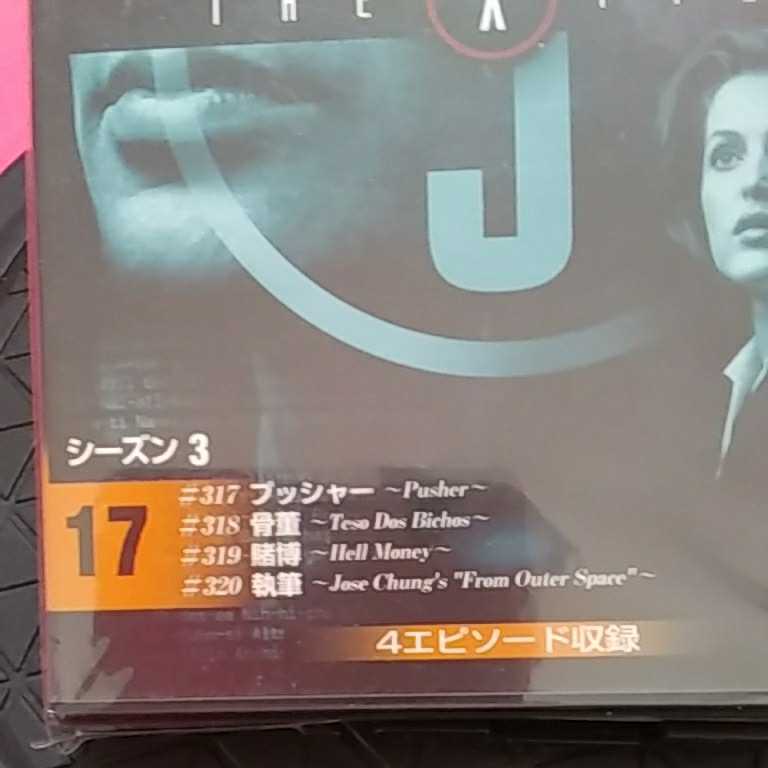 THE X
J
シーズン 3
17
#317 プッシャー ~Pusher~
#318 骨董 ~Teso Dos Bichos~
#319 賭博 ~Hell Money~
#320 執筆 ~Jose Chung's "From Outer Space"~
4エピソード収録